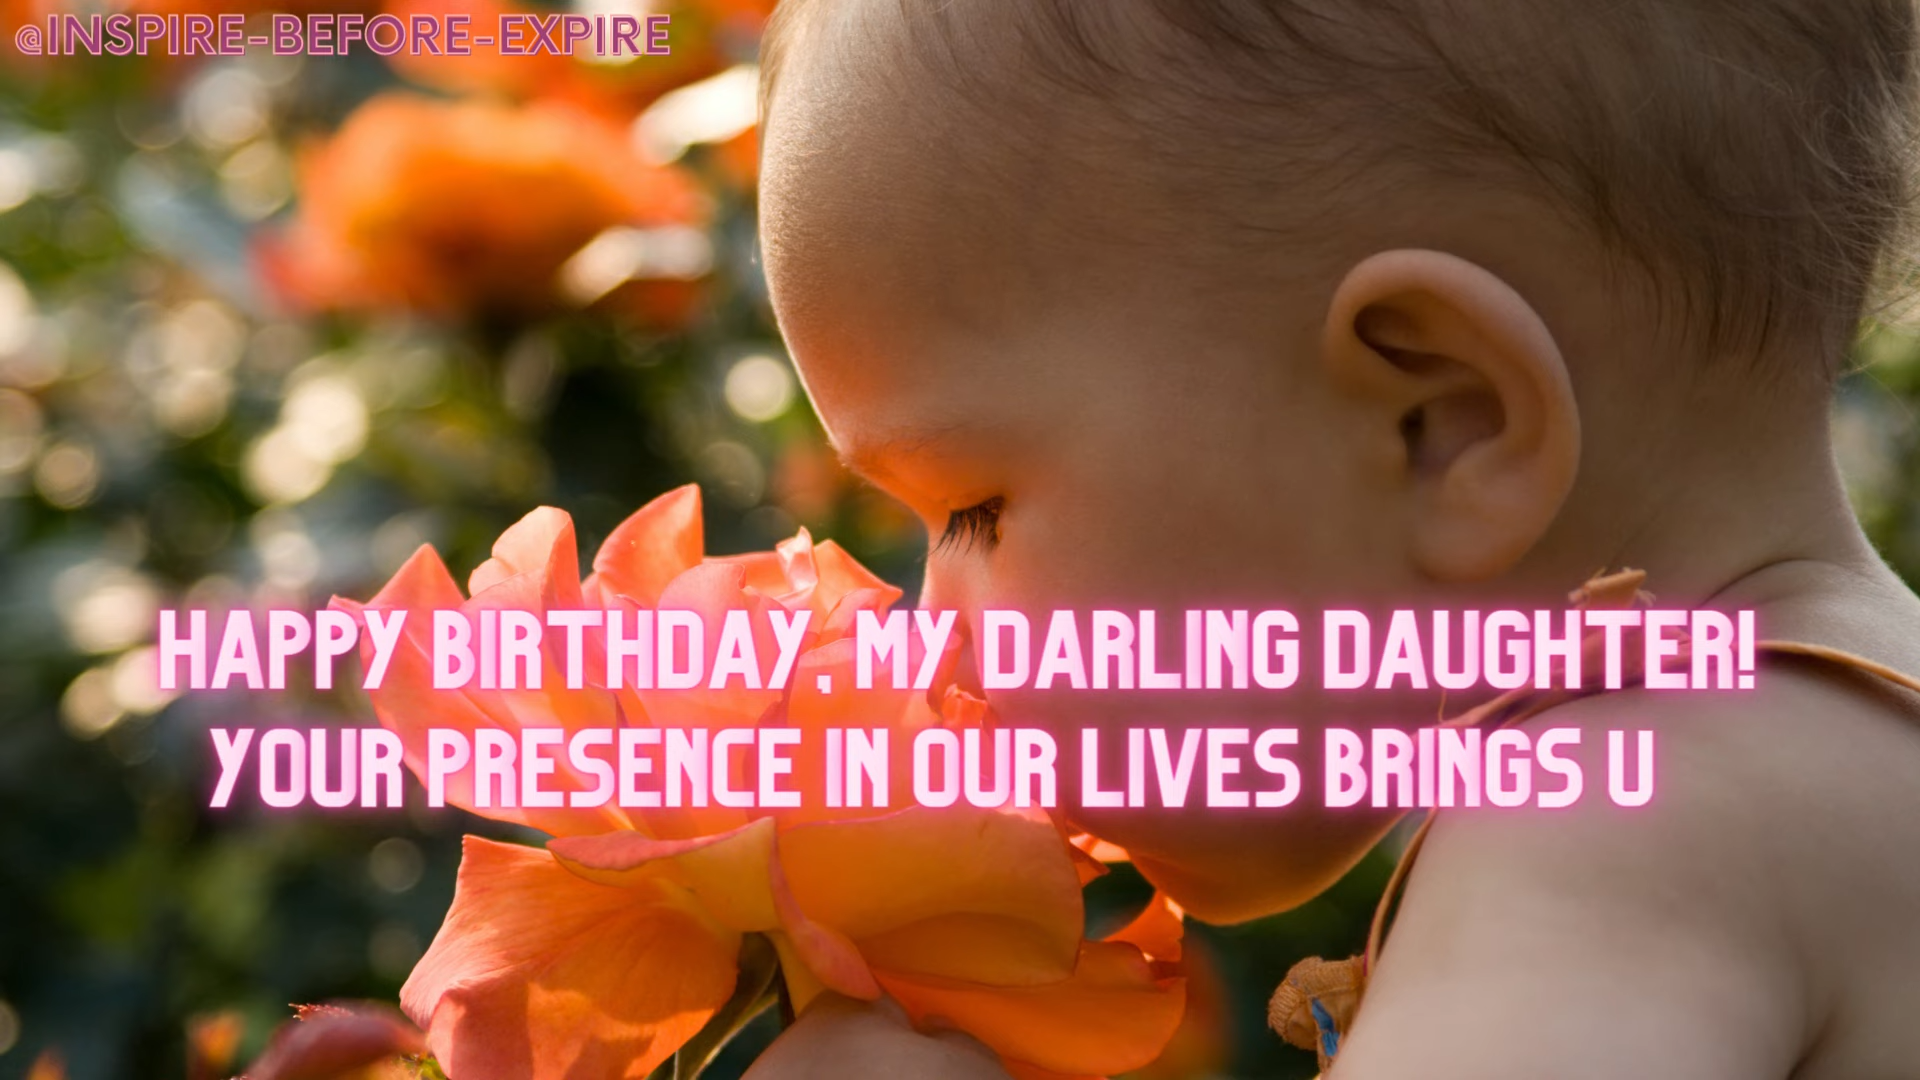 @INSPIRE-BEFORE-EXPIRE
HAPPY BIRTHDAY, MY DARLING DAUGHTER!
YOUR PRESENCE IN OUR LIVES BRINGS U